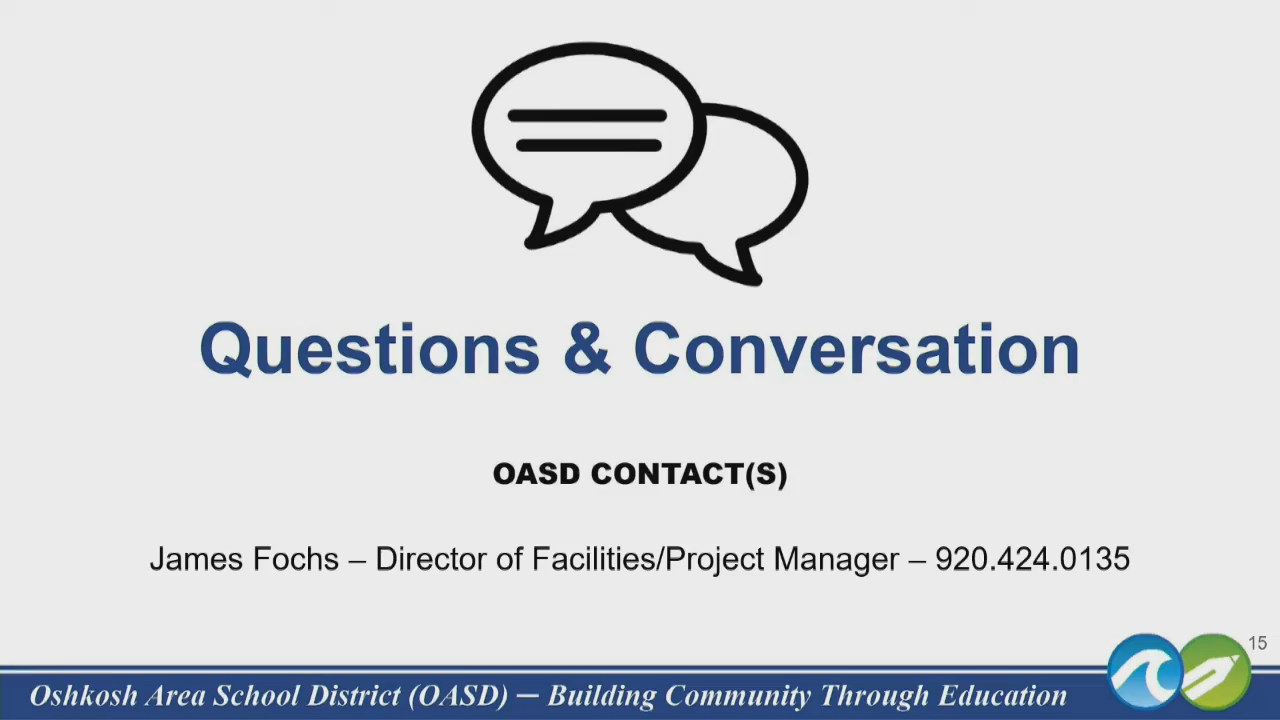 Questions & Conversation
OASD CONTACT(S)
James Fochs – Director of Facilities/Project Manager – 920.424.0135
15
Oshkosh Area School District (OASD) — Building Community Through Education